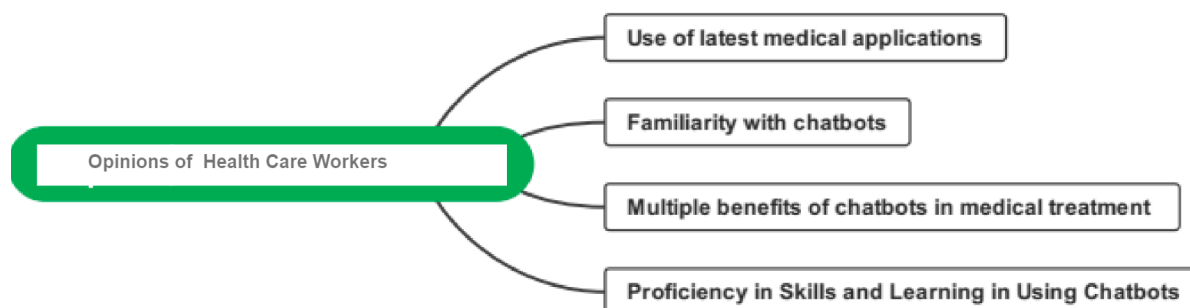 Use of latest medical applications
Familiarity with chatbots
Opinions of Health Care Workers
Multiple benefits of chatbots in medical treatment
Proficiency in Skills and Learning in Using Chatbots